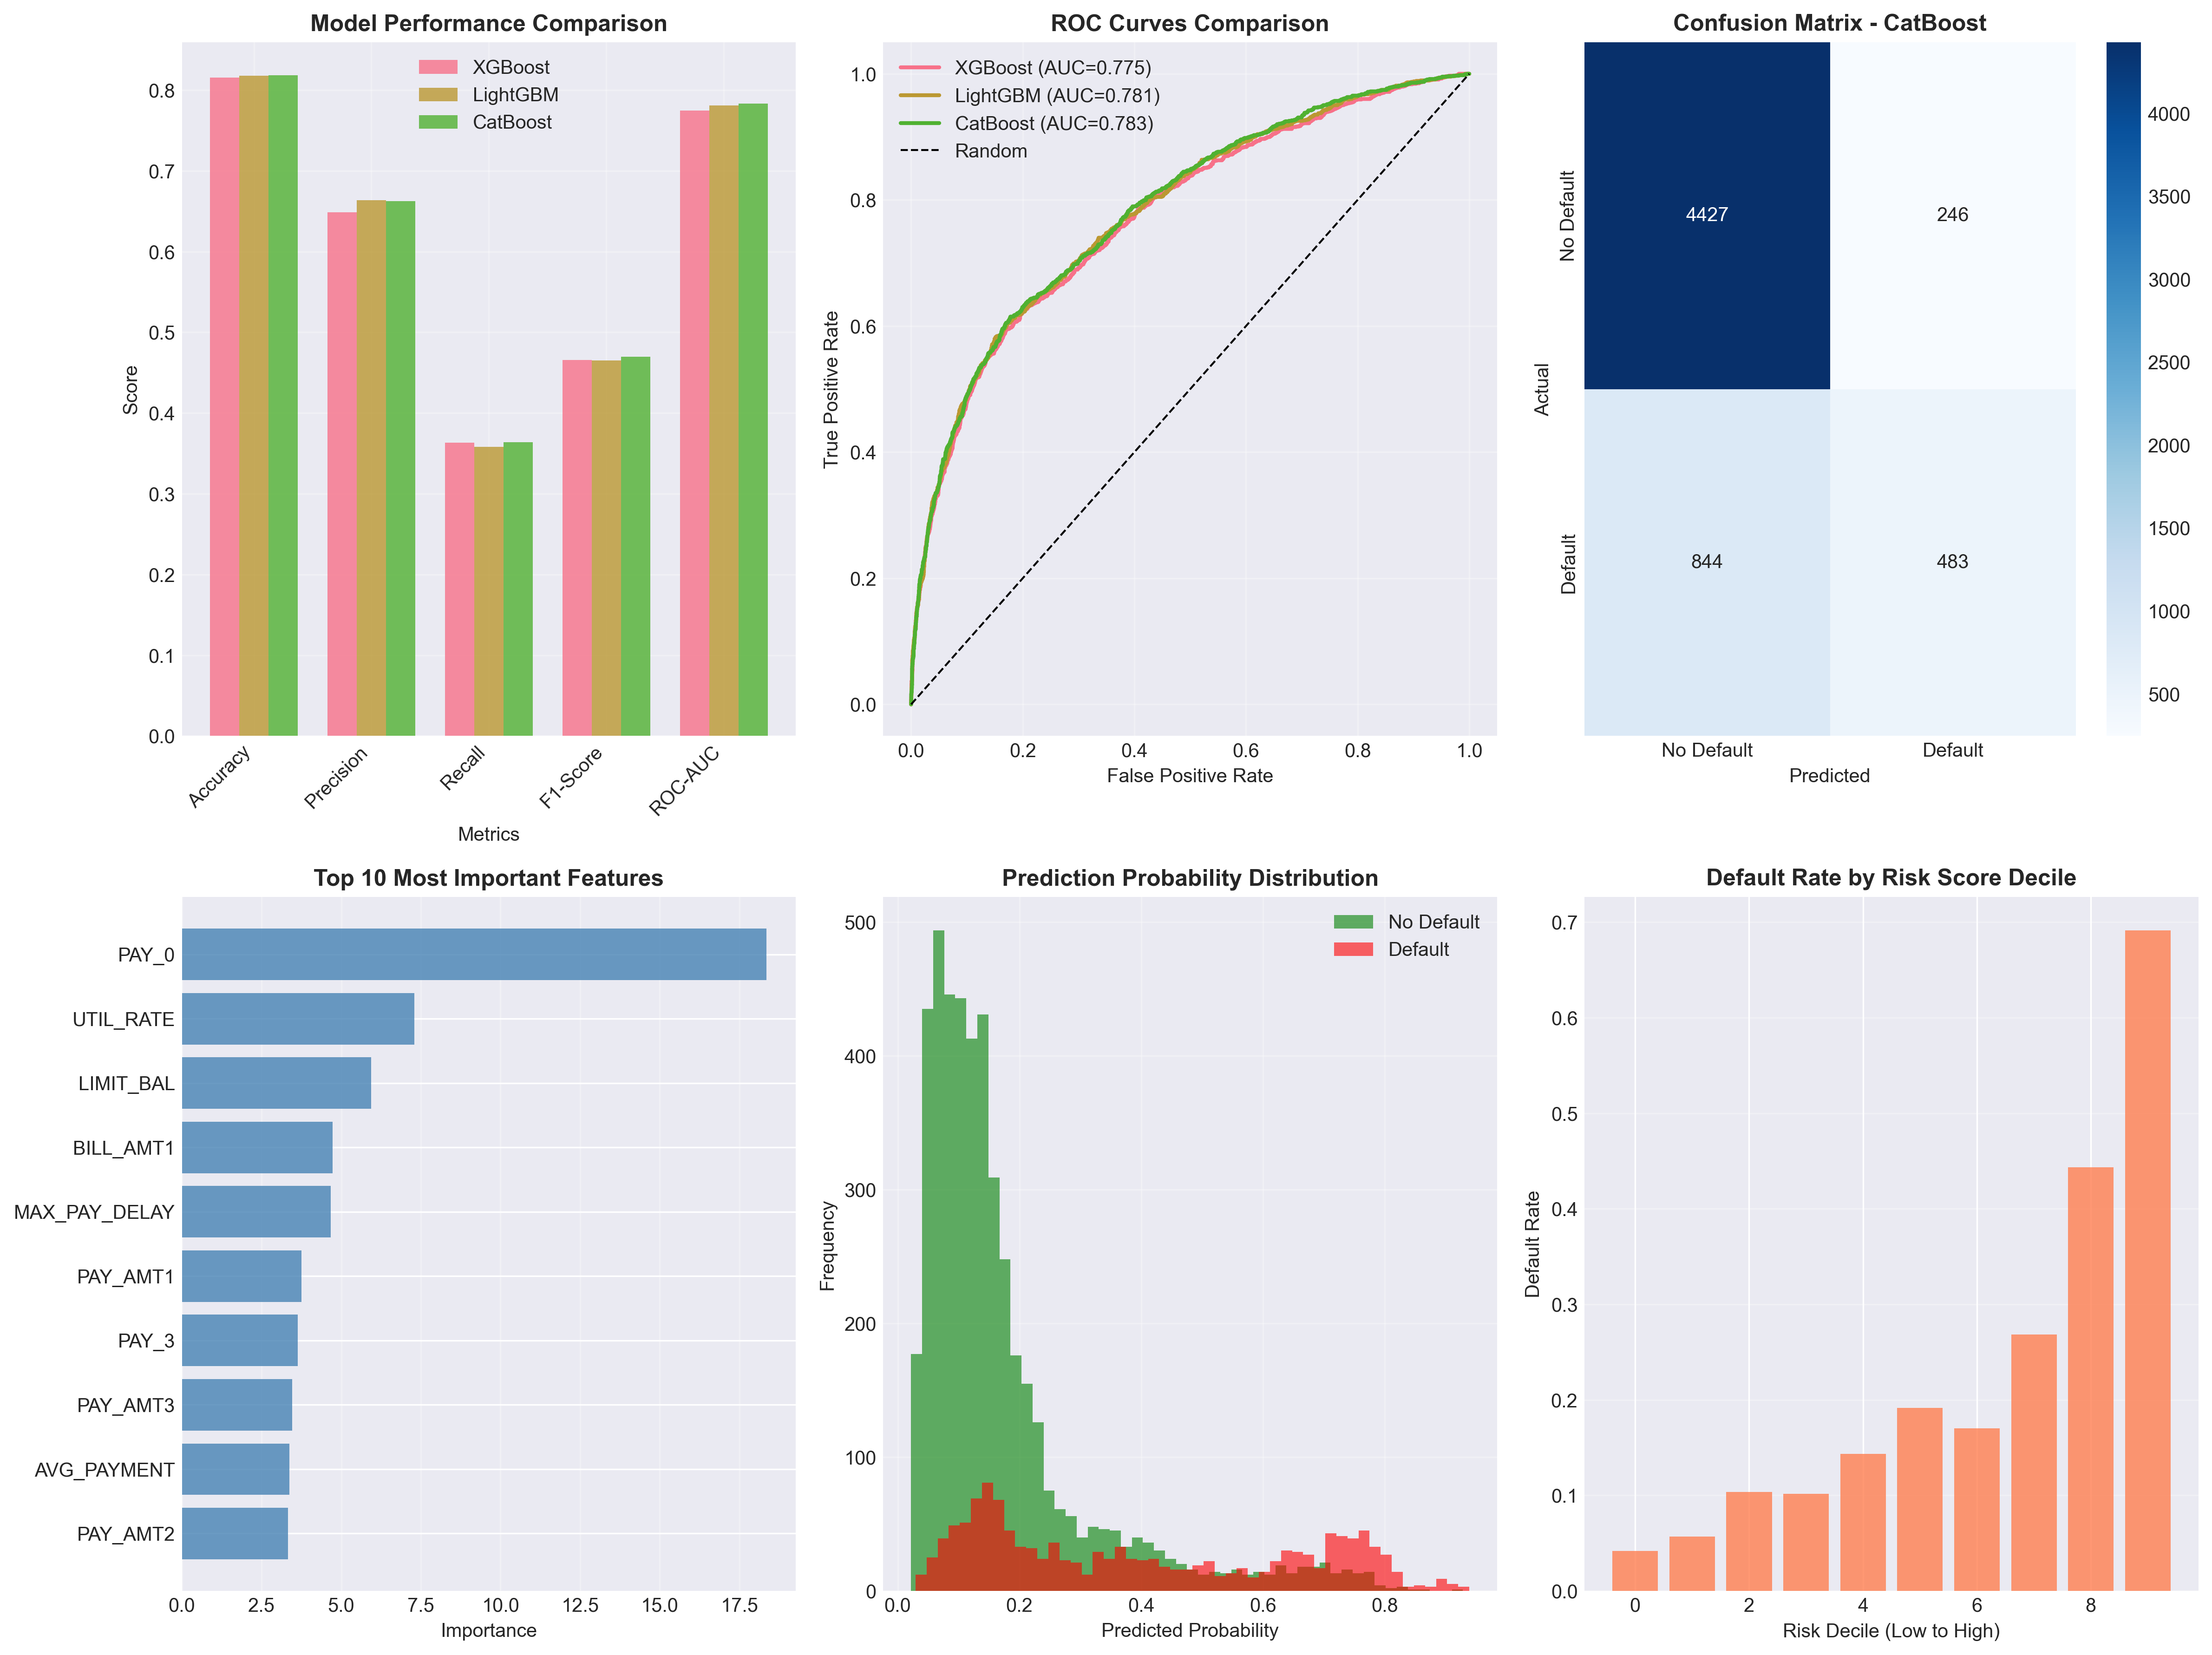 Model Performance Comparison
XGBoost
LightGBM
CatBoost
0.8
0.7
0.6
0.5
0.4
0.3
0.2
0.1
0.0
Score
Accuracy
Precision
Recall
F1-Score
ROC-AUC
Metrics
ROC Curves Comparison
XGBoost (AUC=0.775)
LightGBM (AUC=0.781)
CatBoost (AUC=0.783)
Random
1.0
0.8
0.6
0.4
0.2
0.0
True Positive Rate
0.0 0.2 0.4 0.6 0.8 1.0
False Positive Rate
Confusion Matrix - CatBoost
No Default
Default
Actual
4427 246
844 483
No Default Default
Predicted
4000
3500
3000
2500
2000
1500
1000
500
Top 10 Most Important Features
PAY_0
UTIL_RATE
LIMIT_BAL
BILL_AMT1
MAX_PAY_DELAY
PAY_AMT1
PAY_3
PAY_AMT3
AVG_PAYMENT
PAY_AMT2
0.0 2.5 5.0 7.5 10.0 12.5 15.0 17.5
Importance
Prediction Probability Distribution
No Default
Default
500
400
300
200
100
0
Frequency
0.0 0.2 0.4 0.6 0.8
Predicted Probability
Default Rate by Risk Score Decile
0.7
0.6
0.5
0.4
0.3
0.2
0.1
0.0
Default Rate
0 2 4 6 8
Risk Decile (Low to High)